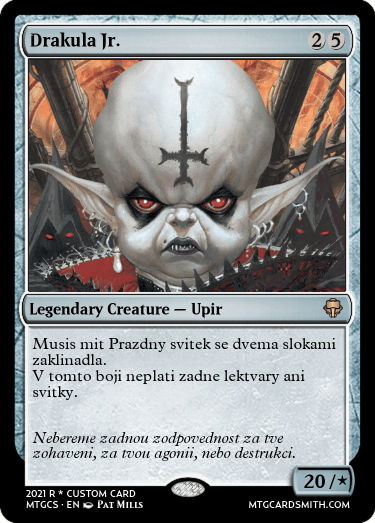 Drakula Jr. 2 5
Legendary Creature — Upir
Musis mit Prazdny svitek se dvema slokami
zaklinadla.
V tomto boji neplati zadne lektvary ani
svitky.
Nebereme zadnou zodpovednost za tve
zohaveni, za tvou agonii, nebo destrukci.
20/★
2021 R * CUSTOM CARD
MTGCS · EN PAT MILLS
MTGCARDSMITH.COM